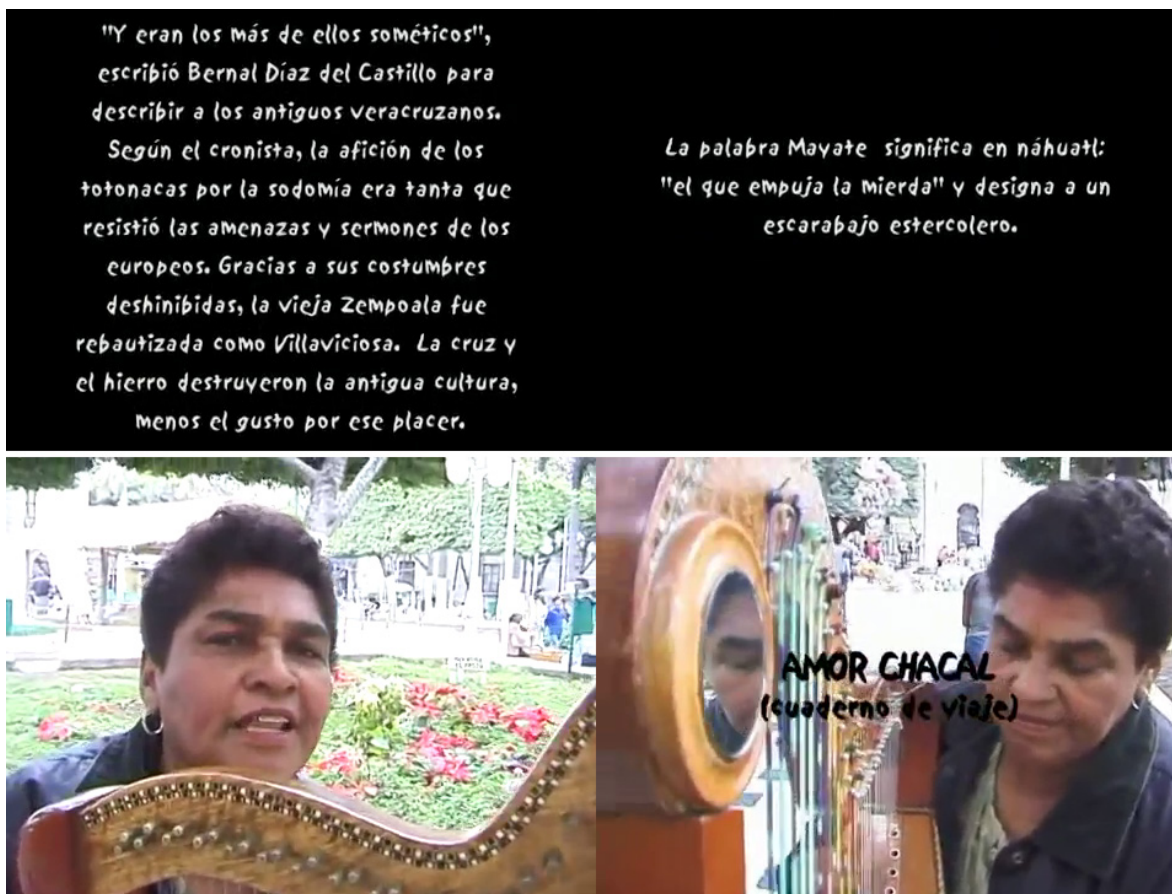 "Y eran los más de ellos sométicos",
escribió Bernal Díaz del Castillo para
describir a los antiguos veracruzanos.
Según el cronista, la afición de los
totonacas por la sodomía era tanta que
resistió las amenazas y sermones de los
europeos. Gracias a sus costumbres
deshinibidas, la vieja Zempoala fue
rebautizada como Villaviciosa. La cruz y
el hierro destruyeron la antigua cultura,
menos el gusto por ese placer.
La palabra Mayate significa en náhuatl:
"el que empuja la mierda" y designa a un
escarabajo estercolero.
AMOR CHACAL
(cuaderno de viaje)